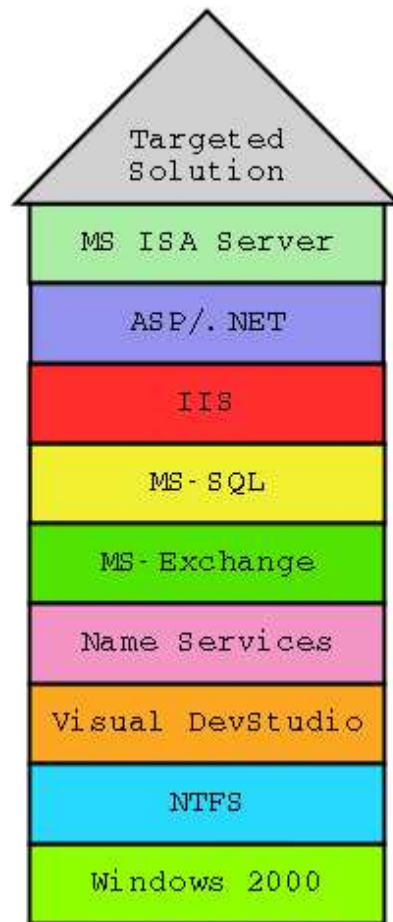 Targeted
Solution
MS ISA Server
ASP/.NET
IIS
MS-SQL
MS-Exchange
Name Services
Visual DevStudio
NTFS
Windows 2000